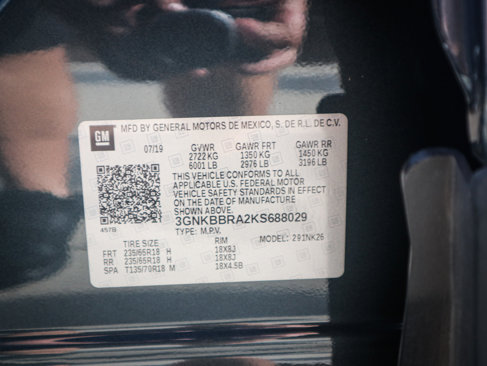 GM
MFD BY GENERAL MOTORS DE MEXICO, S. DE R.L. DE C.V.
07/19 GVWR GAWR FRT GAWR RR
2722 KG 1350 KG 1450 KG
6001 LB 2976 LB 3196 LB
THIS VEHICLE CONFORMS TO ALL
APPLICABLE U.S. FEDERAL MOTOR
VEHICLE SAFETY STANDARDS IN EFFECT
ON THE DATE OF MANUFACTURE
SHOWN ABOVE.
3GNKBBRA2KS688029
457B TYPE: M.P.V.
TIRE SIZE RIM MODEL: 291NK26
FRT 235/65R18 H 18X8J
RR 235/65R18 H 18X8J
SPA T135/70R18 M 18X4.5B